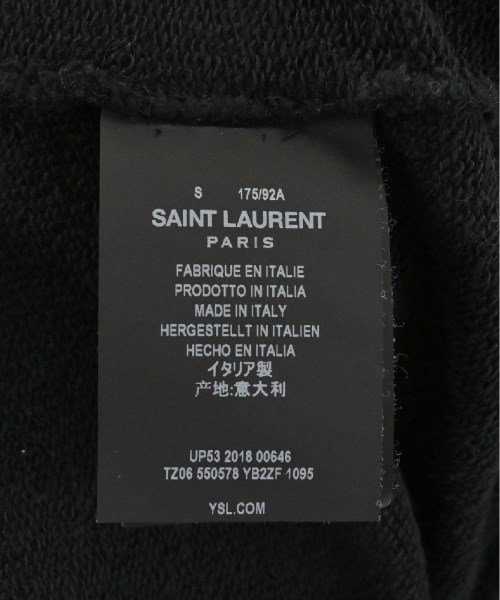 S 175/92A
SAINT LAURENT
PARIS
FABRIQUE EN ITALIE
PRODOTTO IN ITALIA
MADE IN ITALY
HERGESTELLT IN ITALIEN
HECHO EN ITALIA
イタリア製
产地:意大利
UP53 2018 00646
TZ06 550578 YB2ZF 1095
YSL.COM